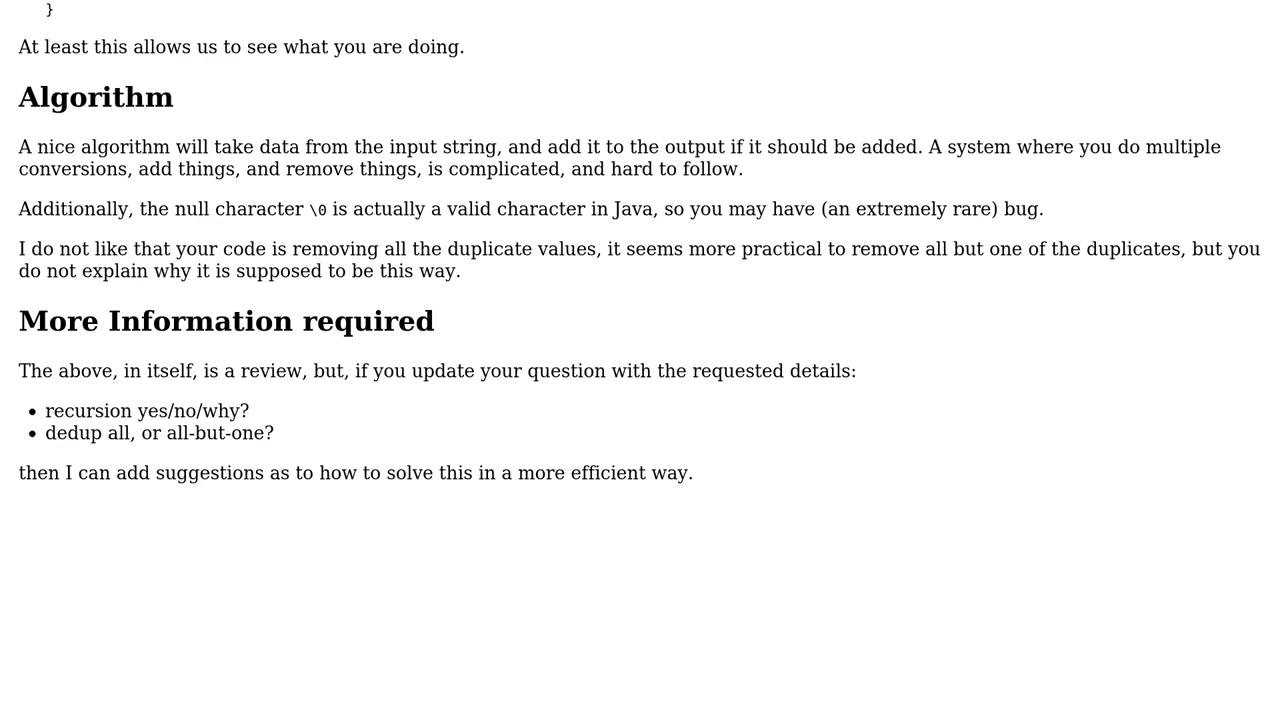 }
At least this allows us to see what you are doing.
Algorithm
A nice algorithm will take data from the input string, and add it to the output if it should be added. A system where you do multiple
conversions, add things, and remove things, is complicated, and hard to follow.
Additionally, the null character \0 is actually a valid character in Java, so you may have (an extremely rare) bug.
I do not like that your code is removing all the duplicate values, it seems more practical to remove all but one of the duplicates, but you
do not explain why it is supposed to be this way.
More Information required
The above, in itself, is a review, but, if you update your question with the requested details:
• recursion yes/no/why?
• dedup all, or all-but-one?
then I can add suggestions as to how to solve this in a more efficient way.